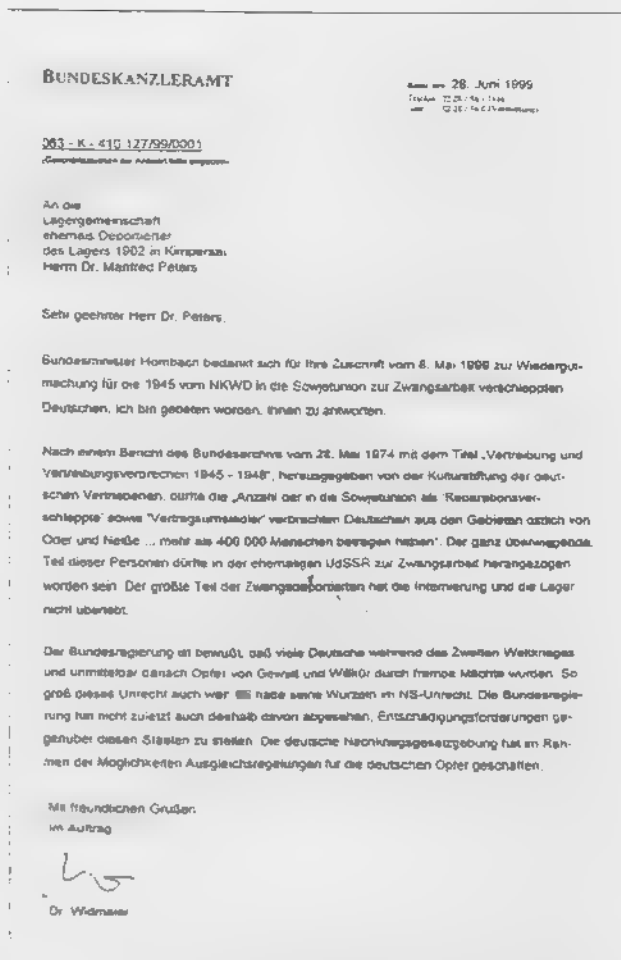 BUNDESKANZLERAMT
28. Juni 1999
063 - K - 410 127/99/0001
An die
Lagergemeinschaft
ehemals Deportierter
des Lagers 1902 in Kimpersai
Herrn Dr. Manfred Peters
Sehr geehrter Herr Dr. Peters,
Bundesminister Hombach bedankt sich für Ihre Zuschrift vom 8. Mai 1999 zur Wiedergut-
machung für die 1945 vom NKWD in die Sowjetunion zur Zwangsarbeit verschleppten
Deutschen, ich bin gebeten worden, Ihnen zu antworten.
Nach einem Bericht des Bundesarchivs vom 28. Mai 1974 mit dem Titel „Vertreibung und
Vertreibungsverbrechen 1945 - 1948", herausgegeben von der Kulturstiftung der deut-
schen Vertriebenen, dürfte die „Anzahl der in die Sowjetunion als 'Reparationsver-
schleppte' sowie "Vertragsumsiedler" verbrachten Deutschen aus den Gebieten östlich von
Oder und Neiße ... mehr als 400 000 Menschen betragen haben". Der ganz überwiegende
Teil dieser Personen dürfte in der ehemaligen UdSSR zur Zwangsarbeit herangezogen
worden sein. Der größte Teil der Zwangsdeportierten hat die Internierung und die Lager
nicht überlebt.
Der Bundesregierung ist bewußt, daß viele Deutsche während des Zweiten Weltkrieges
und unmittelbar danach Opfer von Gewalt und Willkür durch fremde Mächte wurden. So
groß dieses Unrecht auch war, es habe seine Wurzeln im NS-Unrecht. Die Bundesregie-
rung hat nicht zuletzt auch deshalb davon abgesehen, Entschädigungsforderungen ge-
genüber diesen Staaten zu stellen. Die deutsche Nachkriegsgesetzgebung hat im Rah-
men der Möglichkeiten Ausgleichsregelungen für die deutschen Opfer geschaffen.
Mit freundlichen Grüßen
Im Auftrag
Dr. Widmaier